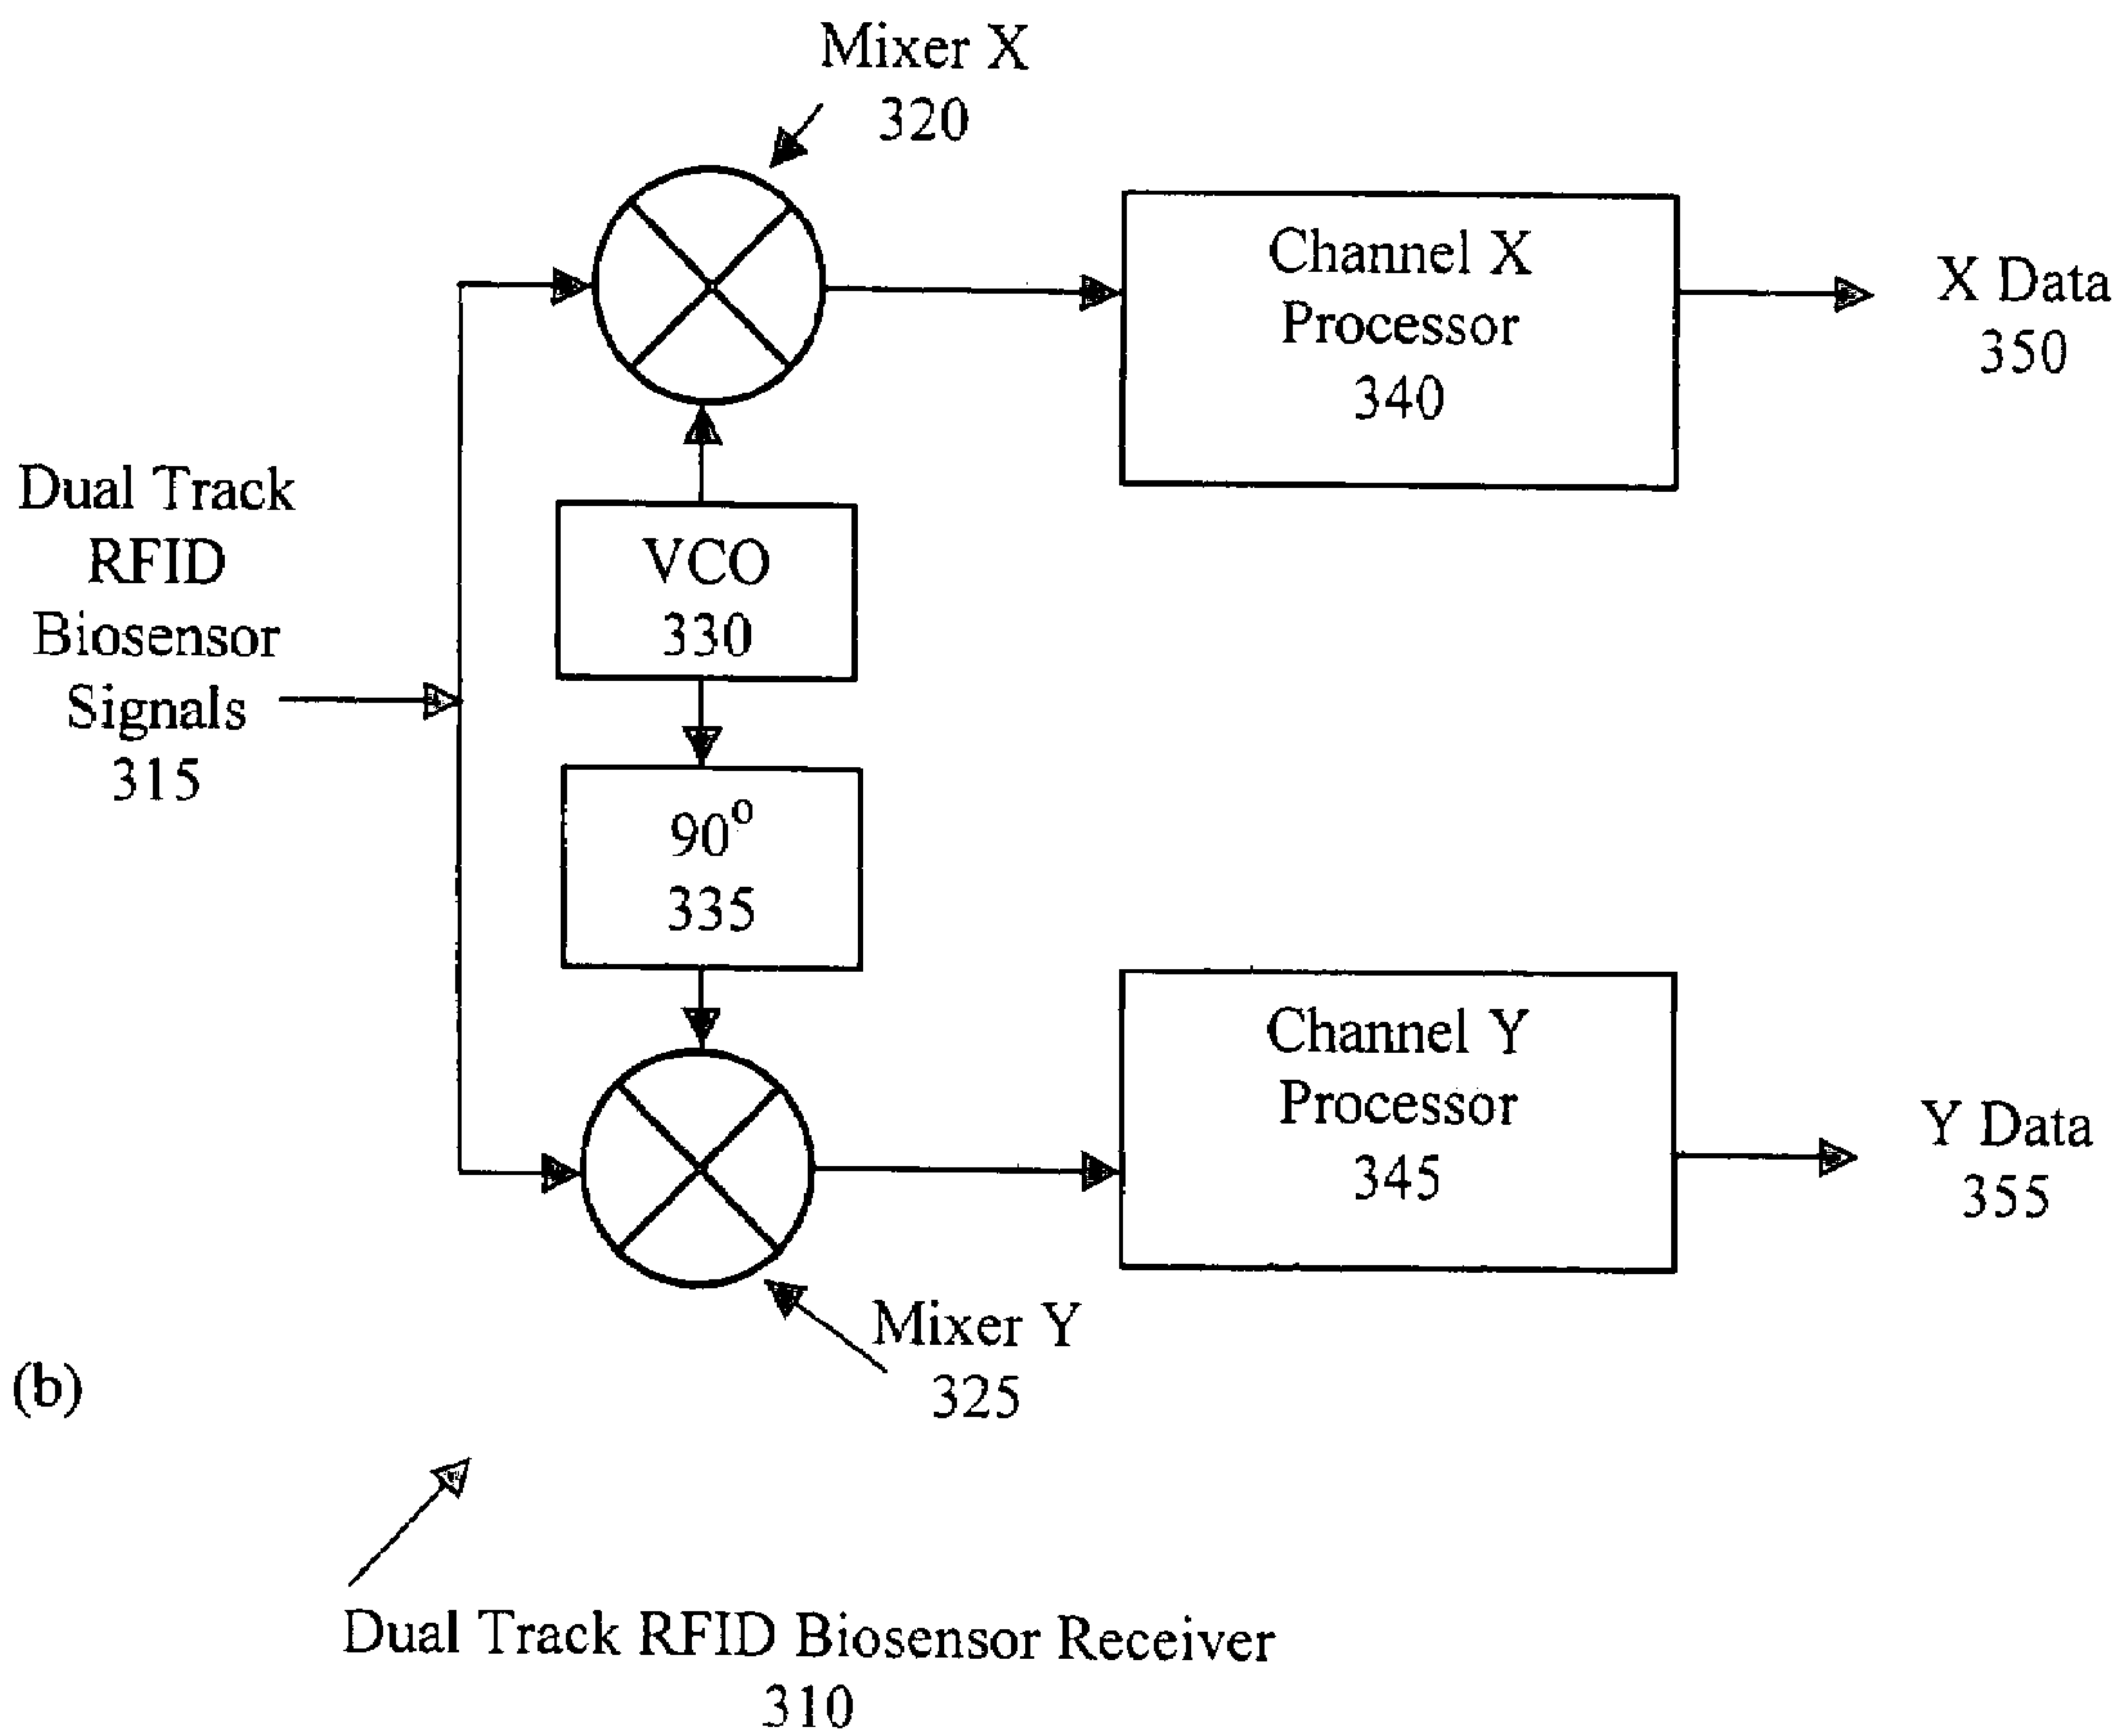 Mixer X
320
Channel X
Processor
340
X Data
350
Dual Track
RFID
Biosensor
Signals
315
VCO
330
90°
335
Channel Y
Processor
345
Y Data
355
Mixer Y
325
(b)
Dual Track RFID Biosensor Receiver
310